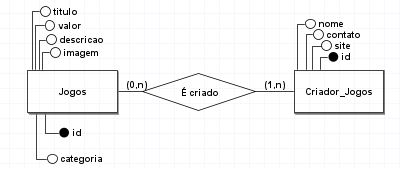 titulo
valor
descricao
imagem
nome
contato
site
id
(0,n)
(1,n)
Jogos
É criado
Criador_Jogos
id
categoria